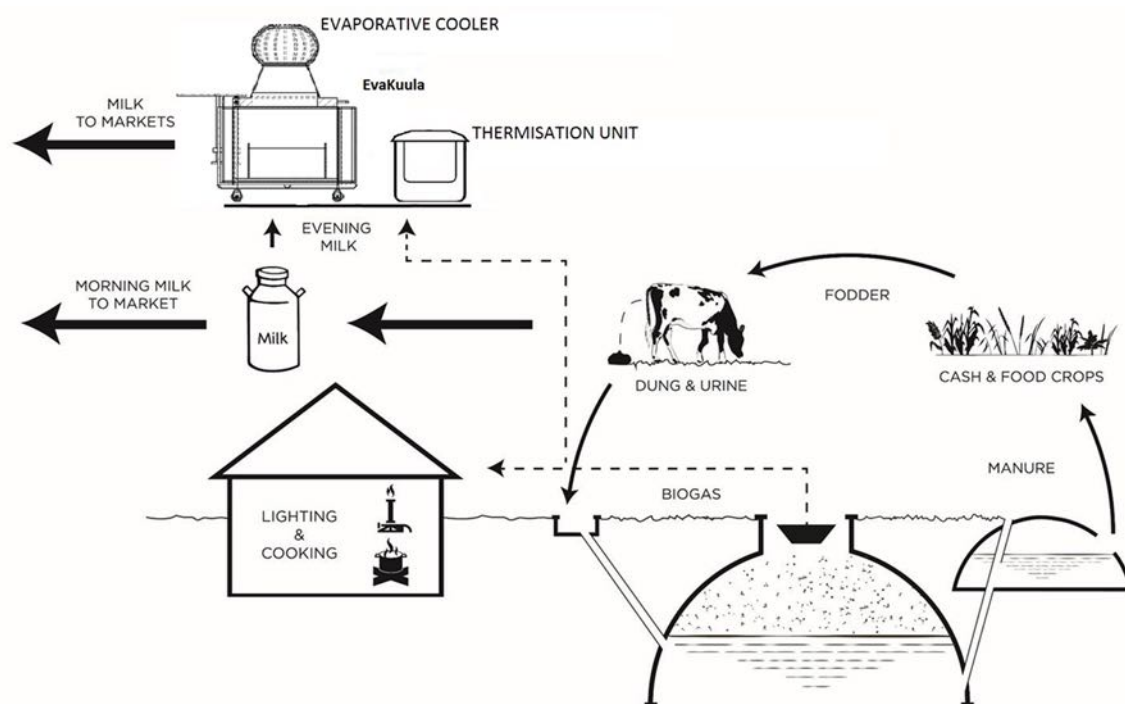 EVAPORATIVE COOLER
EvaKuula
MILK
TO MARKETS
THERMISATION UNIT
EVENING
MILK
MORNING MILK
TO MARKET
Milk
FODDER
DUNG & URINE
CASH & FOOD CROPS
MANURE
BIOGAS
LIGHTING
&
COOKING